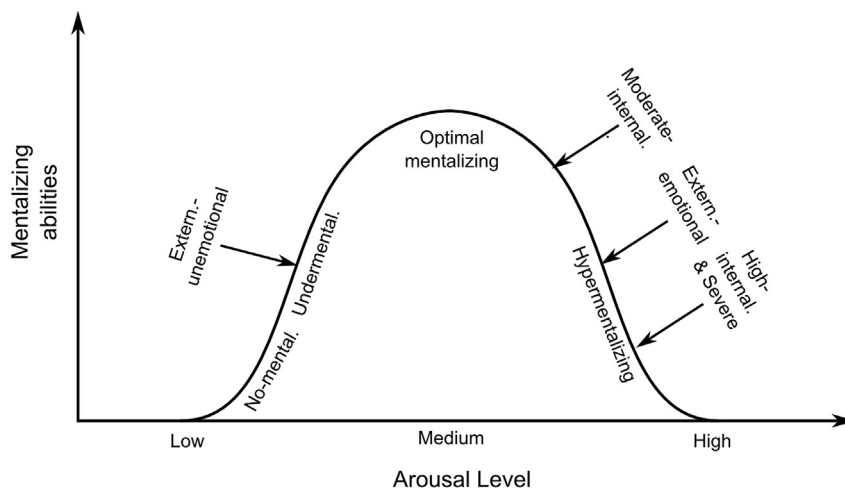 Mentalizing
abilities
Extern.-
unemotional
No-mental.
Undermental.
Optimal
mentalizing
Hypermentalizing
Moderate-
internal.
Extern.-
emotional
High-
internal.
& Severe
Low
Medium
High
Arousal Level